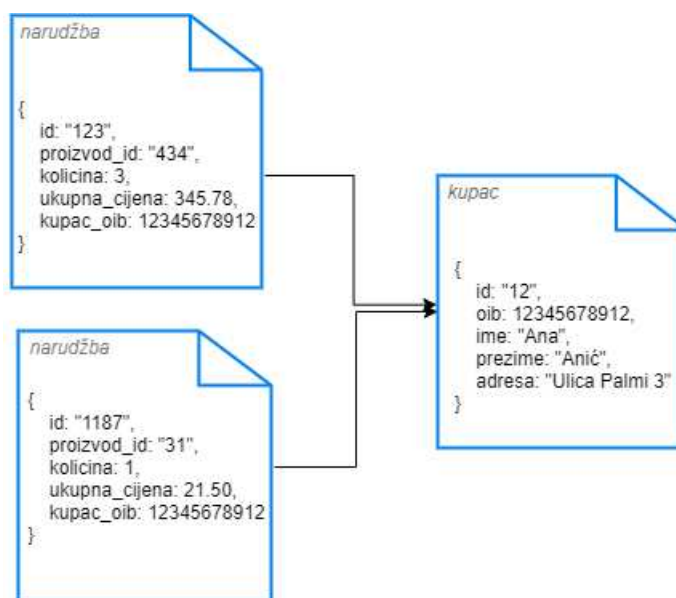 narudžba
{
id: "123",
proizvod_id: "434",
kolicina: 3,
ukupna_cijena: 345.78,
kupac_oib: 12345678912
}
narudžba
{
id: "1187",
proizvod_id: "31",
kolicina: 1,
ukupna_cijena: 21.50,
kupac_oib: 12345678912
}
kupac
{
id: "12",
oib: 12345678912,
ime: "Ana",
prezime: "Anić",
adresa: "Ulica Palmi 3"
}